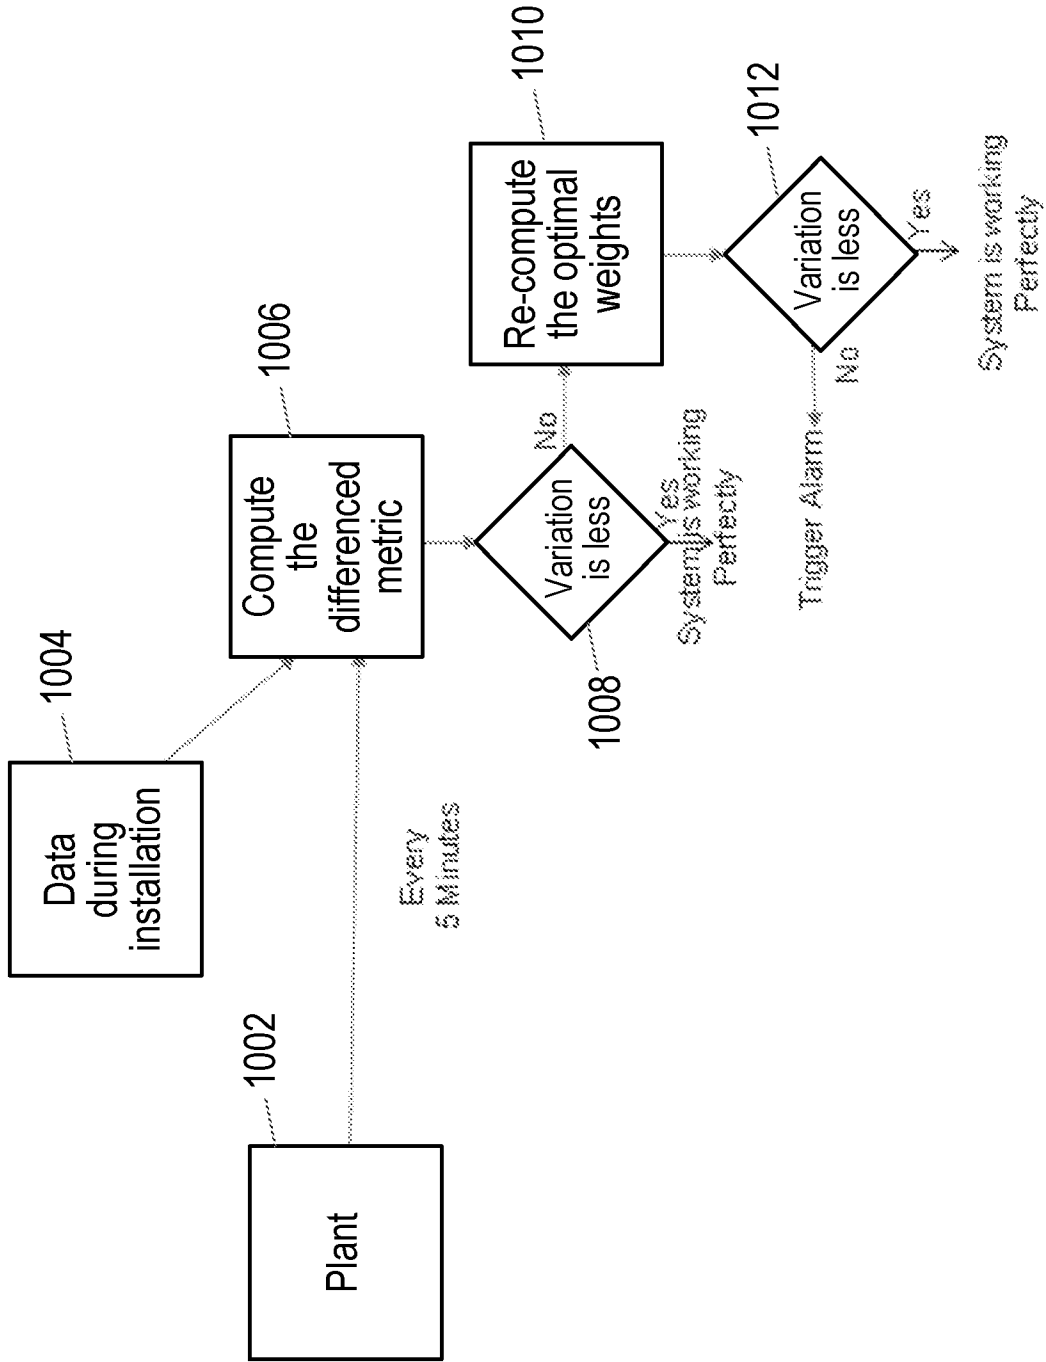 1002
Plant
Every
5 Minutes
1004
Data
during
installation
1006
Compute
the
differenced
metric
1008
Variation
is less
No
Yes
System is working
Perfectly
1010
Re-compute
the optimal
weights
1012
Variation
is less
No
Trigger Alarm
Yes
System is working
Perfectly